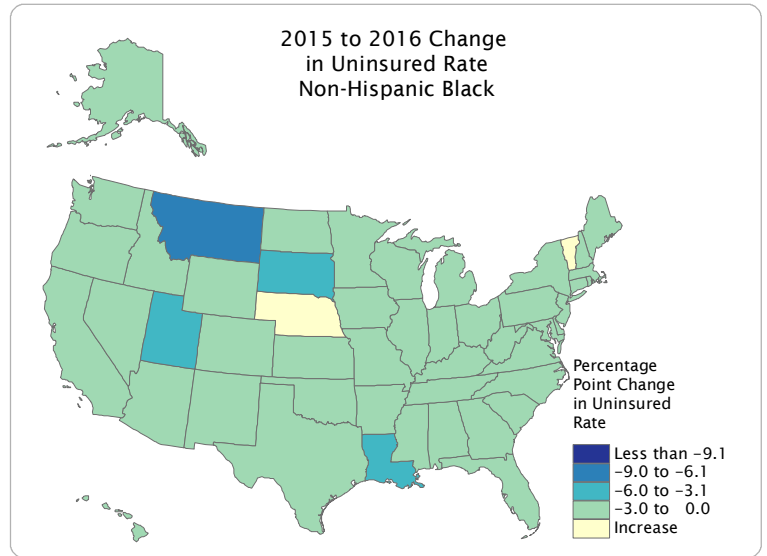 2015 to 2016 Change
in Uninsured Rate
Non-Hispanic Black
Percentage
Point Change
in Uninsured
Rate
Less than −9.1
−9.0 to −6.1
−6.0 to −3.1
−3.0 to 0.0
Increase